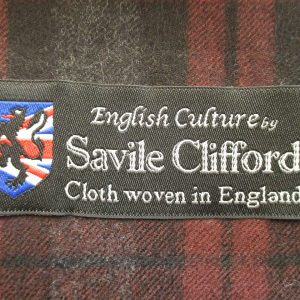 English Culture by
Savile Clifford
Cloth woven in England